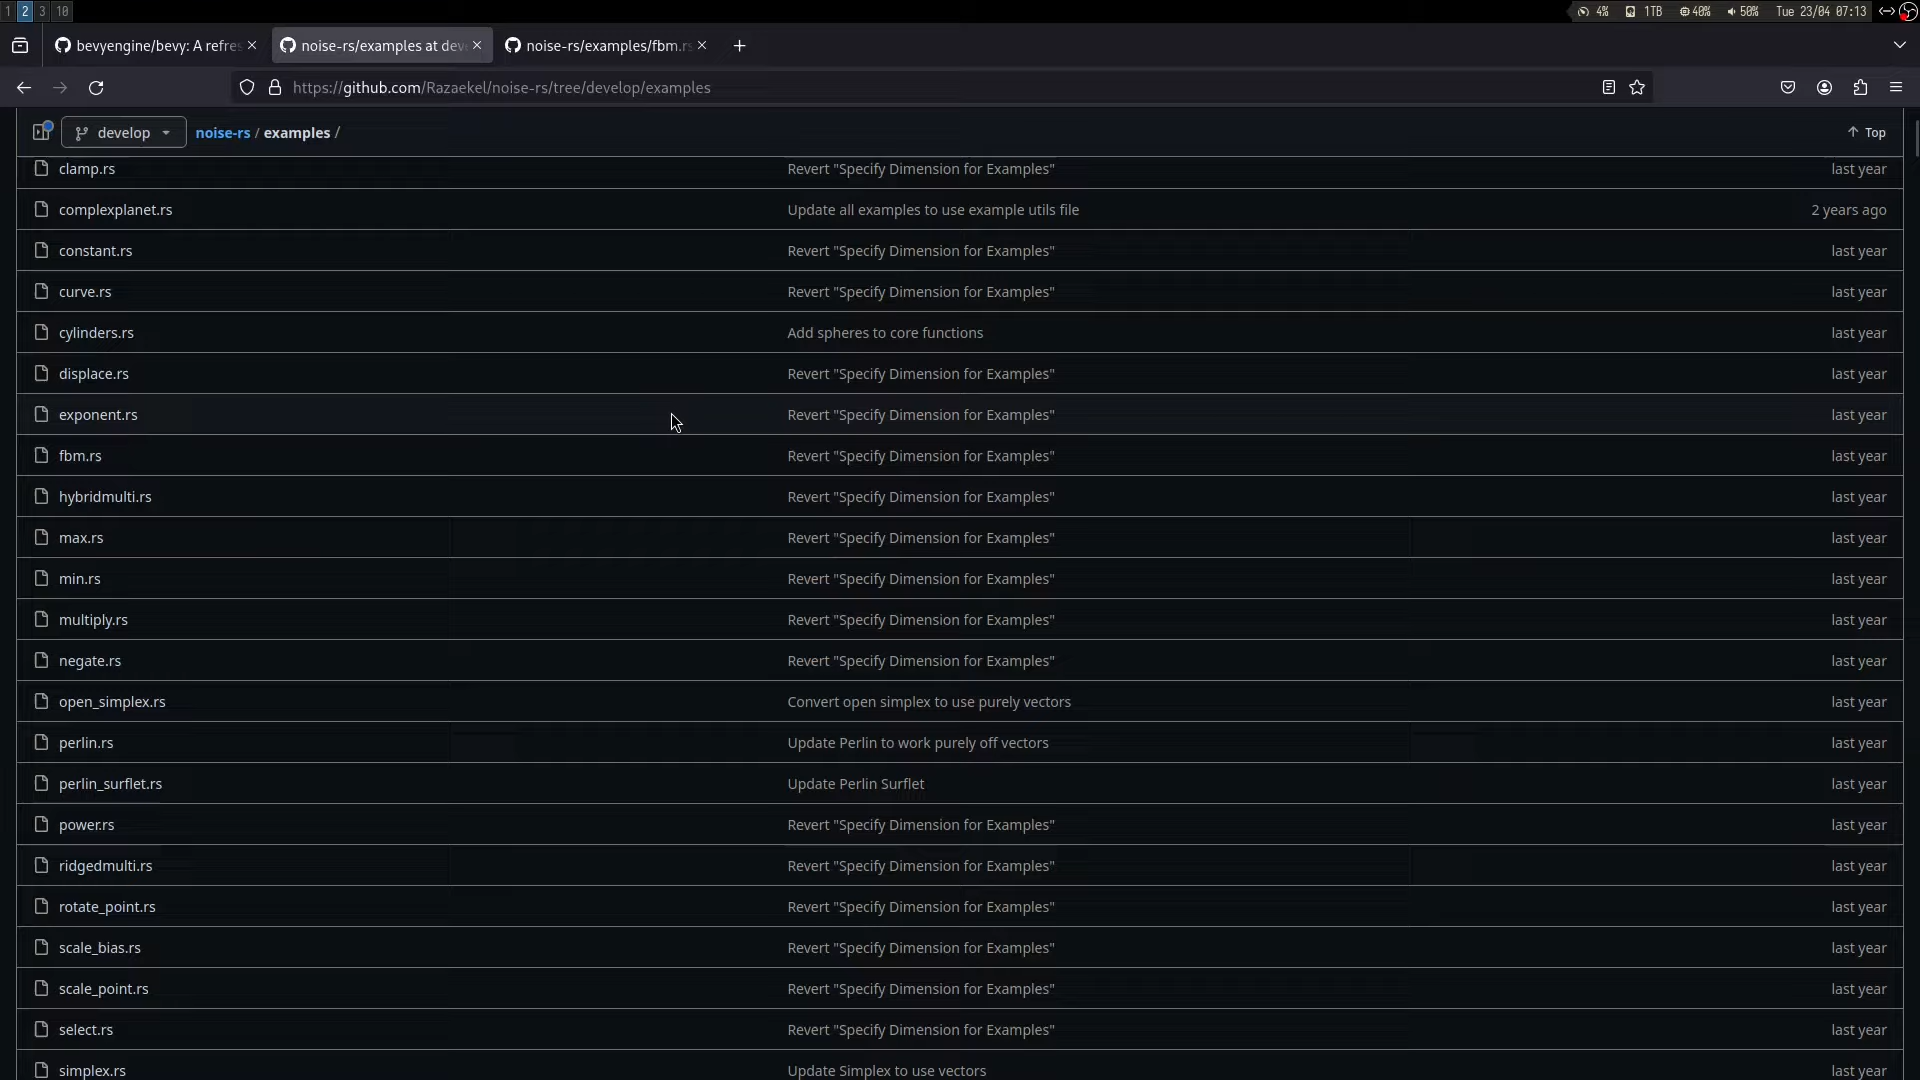 1 2 3 10 4% 1TB 40% 50% Tue 23/04 07:13
bevyengine/bevy: A refre noise-rs/examples at dev noise-rs/examples/fbm.rs
https://github.com/Razaekel/noise-rs/tree/develop/examples
develop noise-rs / examples / Top
clamp.rs Revert "Specify Dimension for Examples" last year
complexplanet.rs Update all examples to use example utils file 2 years ago
constant.rs Revert "Specify Dimension for Examples" last year
curve.rs Revert "Specify Dimension for Examples" last year
cylinders.rs Add spheres to core functions last year
displace.rs Revert "Specify Dimension for Examples" last year
exponent.rs Revert "Specify Dimension for Examples" last year
fbm.rs Revert "Specify Dimension for Examples" last year
hybridmulti.rs Revert "Specify Dimension for Examples" last year
max.rs Revert "Specify Dimension for Examples" last year
min.rs Revert "Specify Dimension for Examples" last year
multiply.rs Revert "Specify Dimension for Examples" last year
negate.rs Revert "Specify Dimension for Examples" last year
open_simplex.rs Convert open simplex to use purely vectors last year
perlin.rs Update Perlin to work purely off vectors last year
perlin_surflet.rs Update Perlin Surflet last year
power.rs Revert "Specify Dimension for Examples" last year
ridgedmulti.rs Revert "Specify Dimension for Examples" last year
rotate_point.rs Revert "Specify Dimension for Examples" last year
scale_bias.rs Revert "Specify Dimension for Examples" last year
scale_point.rs Revert "Specify Dimension for Examples" last year
select.rs Revert "Specify Dimension for Examples" last year
simplex.rs Update Simplex to use vectors last year